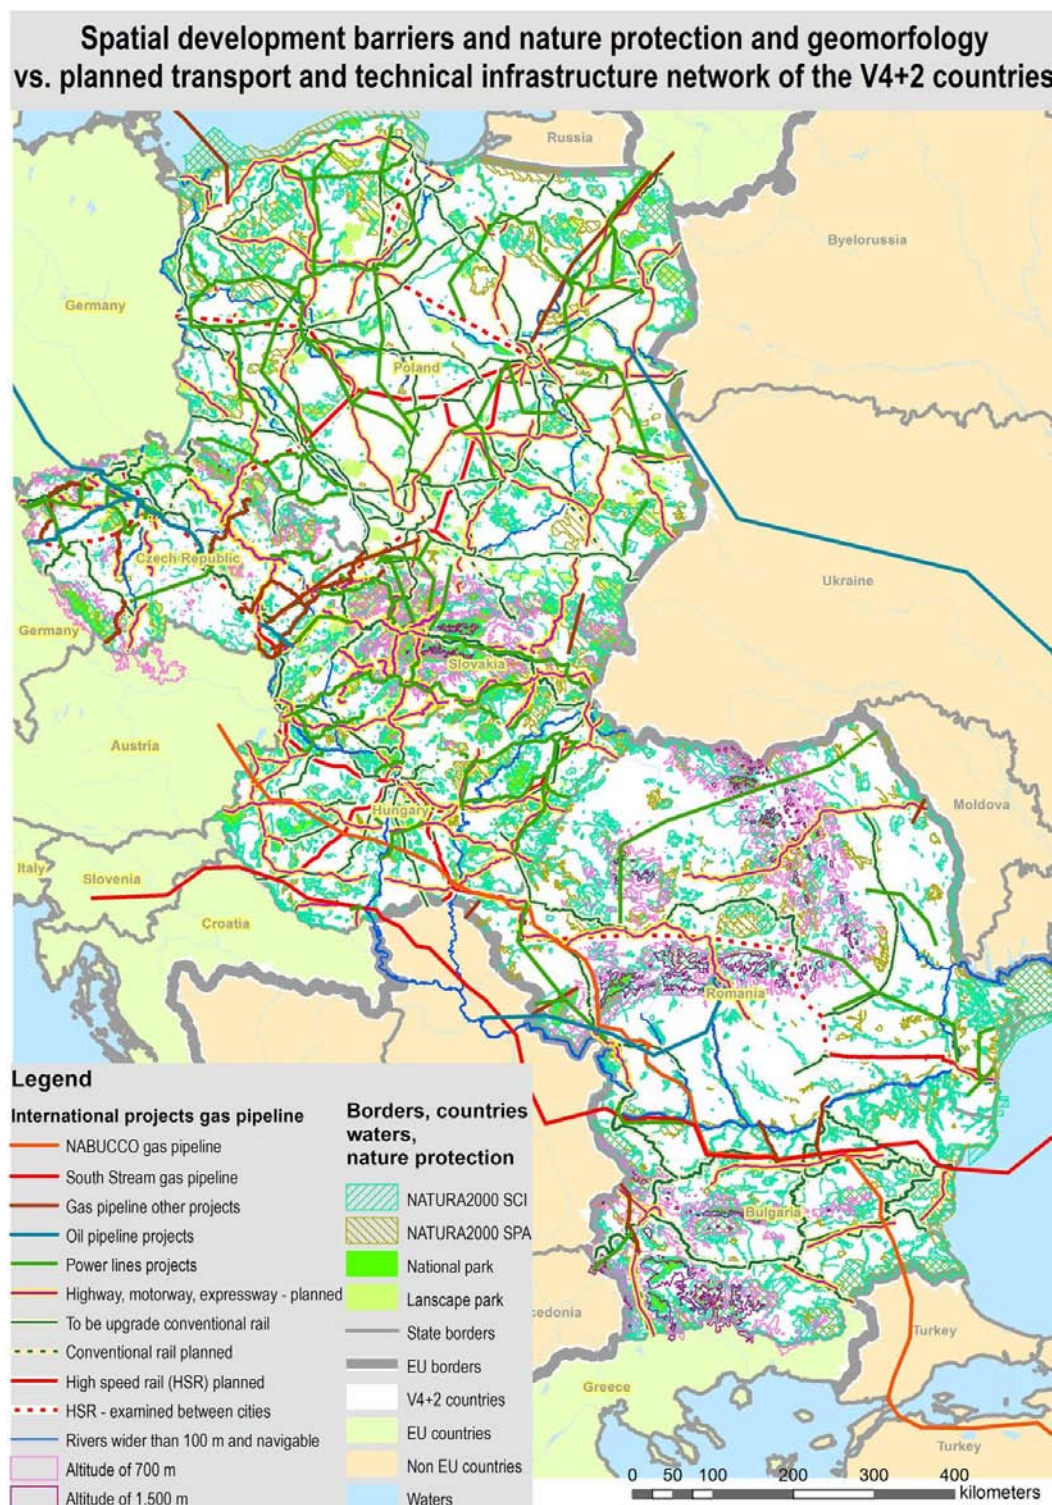 Spatial development barriers and nature protection and geomorfology
vs. planned transport and technical infrastructure network of the V4+2 countries
Russia
Byelorussia
Germany
Poland
Czech Republic
Ukraine
Germany
Slovakia
Austria
Hungary
Moldova
Italy
Slovenia
Croatia
Romania
Bulgaria
cedonia
Turkey
Greece
Turkey
Legend
International projects gas pipeline
NABUCCO gas pipeline
South Stream gas pipeline
Gas pipeline other projects
Oil pipeline projects
Power lines projects
Highway, motorway, expressway - planned
To be upgrade conventional rail
Conventional rail planned
High speed rail (HSR) planned
HSR - examined between cities
Rivers wider than 100 m and navigable
Altitude of 700 m
Altitude of 1.500 m
Borders, countries
waters,
nature protection
NATURA2000 SCI
NATURA2000 SPA
National park
Lanscape park
State borders
EU borders
V4+2 countries
EU countries
Non EU countries
Waters
0 50 100 200 300 400
kilometers